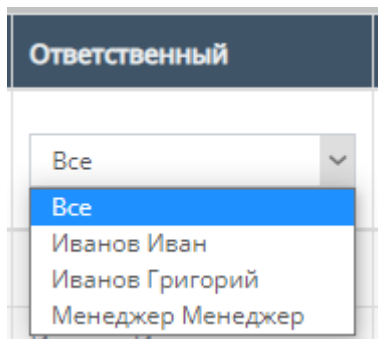 Ответственный
Все
Все
Иванов Иван
Иванов Григорий
Менеджер Менеджер